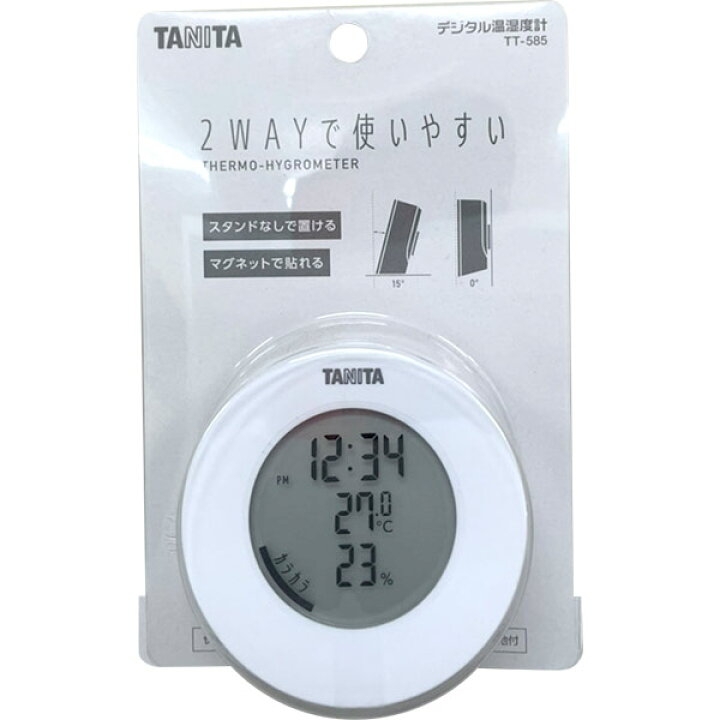 TANITA
デジタル温湿度計
TT-585
2WAYで使いやすい
THERMO-HYGROMETER
スタンドなしで置ける
マグネットで貼れる
15°
0°
TANITA
12:34
PM
27.0
°C
カラカラ
23 %